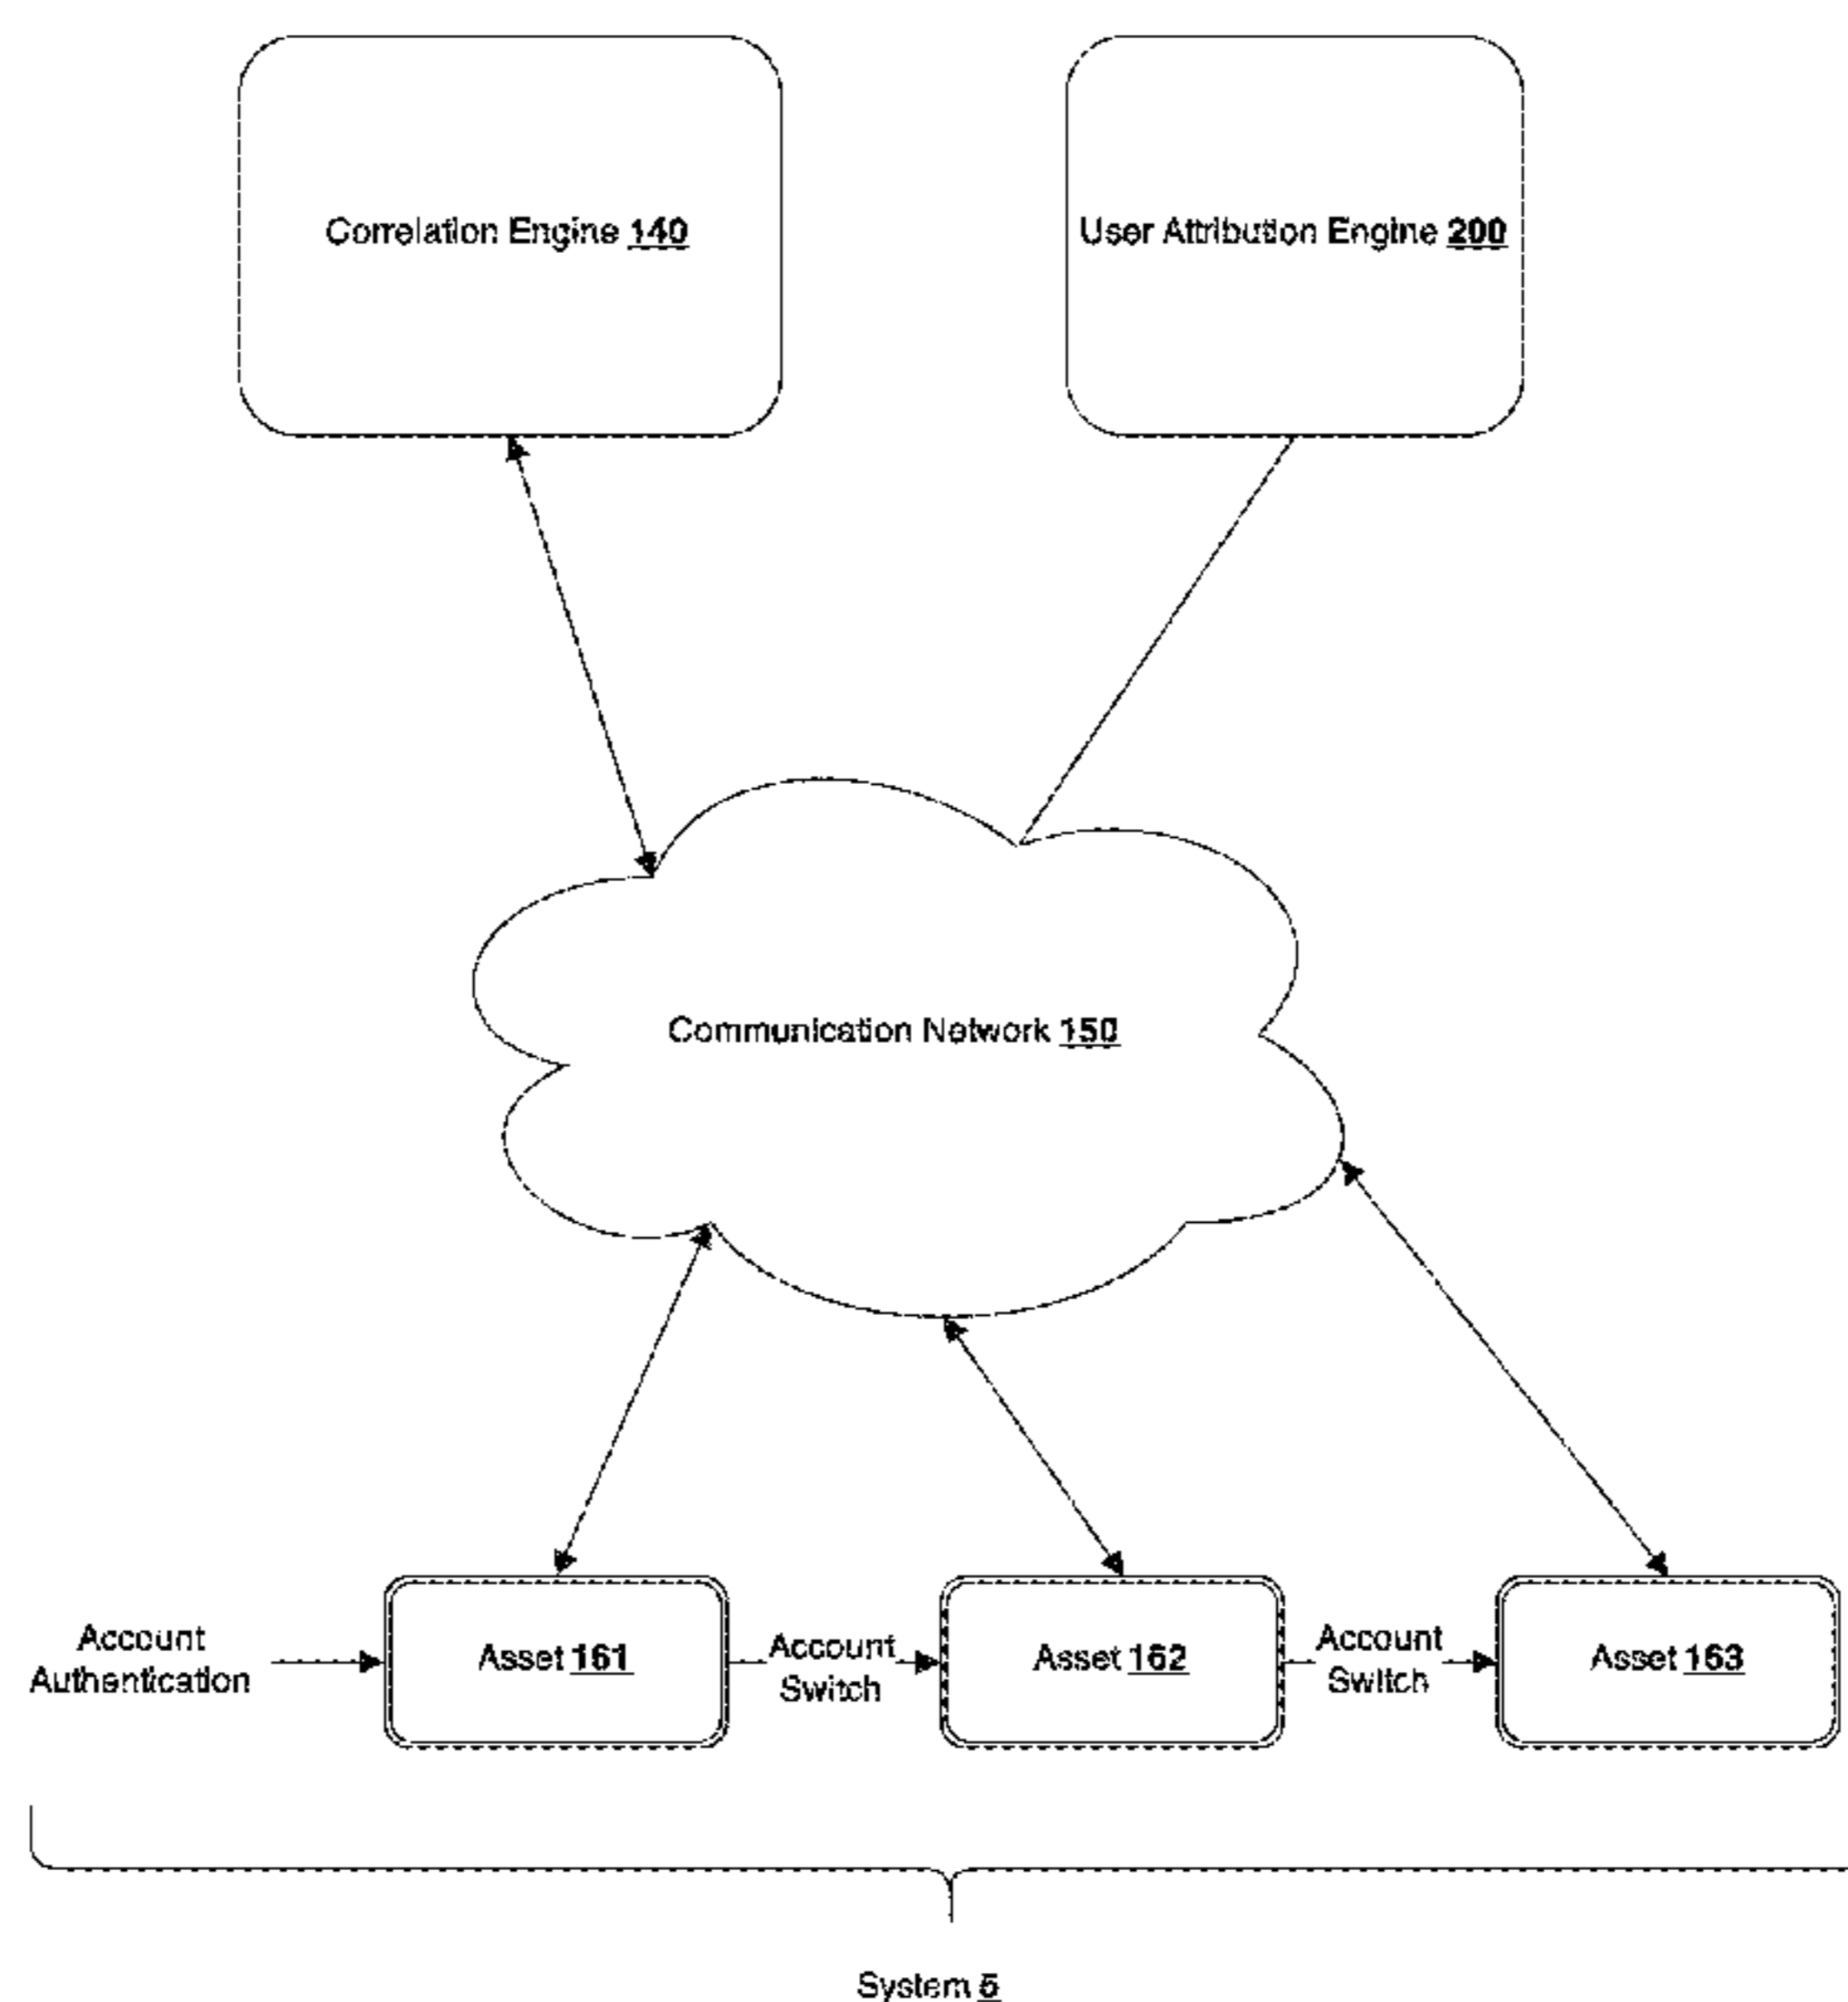 Correlation Engine 140
User Attribution Engine 200
Communication Network 150
Account
Authentication
Asset 161
Account
Switch
Asset 162
Account
Switch
Asset 163
System 5